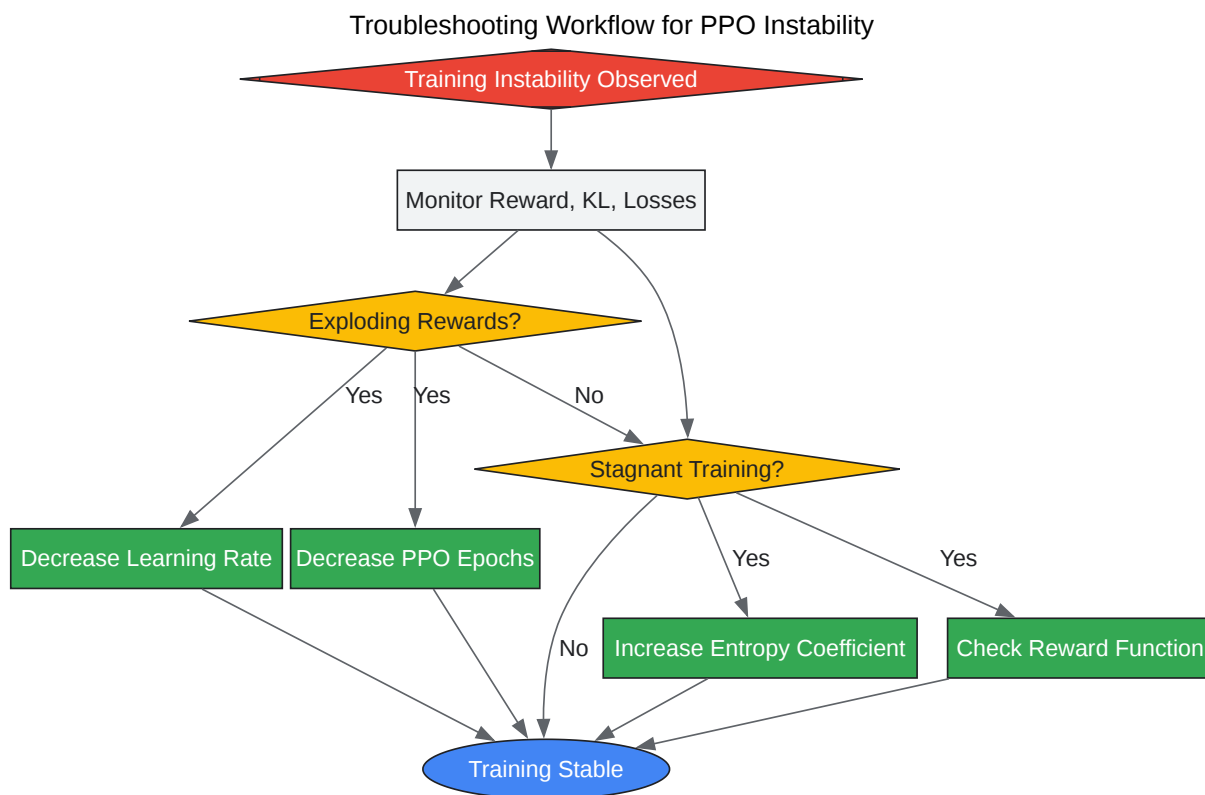 Troubleshooting Workflow for PPO Instability
Training Instability Observed
Monitor Reward, KL, Losses
Exploding Rewards?
Yes
Yes
No
Stagnant Training?
Decrease Learning Rate
Decrease PPO Epochs
Yes
Yes
No
Increase Entropy Coefficient
Check Reward Function
Training Stable